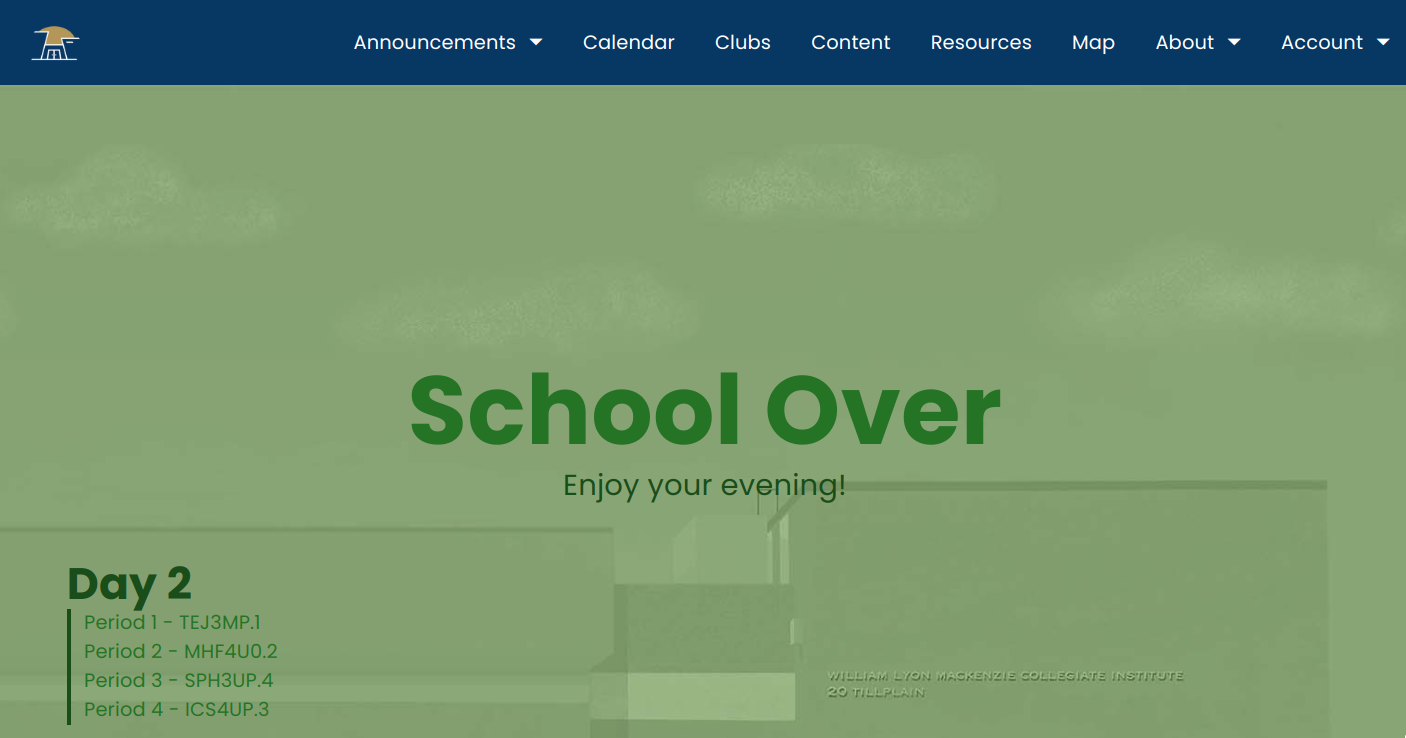 Announcements Calendar Clubs Content Resources Map About Account
School Over
Enjoy your evening!
Day 2
Period 1 - TEJ3MP.1
Period 2 - MHF4U0.2
Period 3 - SPH3UP.4
Period 4 - ICS4UP.3
WILLIAM LYON MACKENZIE COLLEGIATE INSTITUTE
20 TILLPLAIN